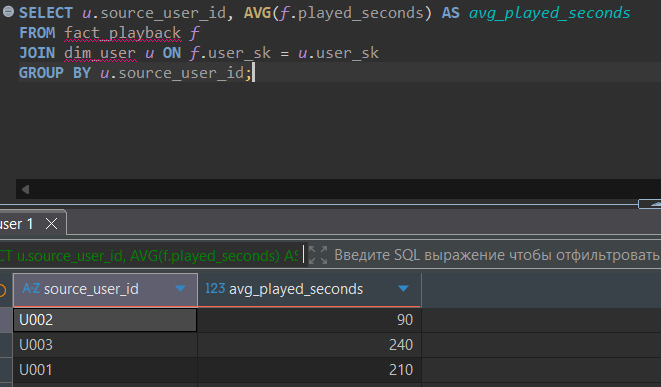 SELECT u.source_user_id, AVG(f.played_seconds) AS avg_played_seconds
FROM fact_playback f
JOIN dim_user u ON f.user_sk = u.user_sk
GROUP BY u.source_user_id;
user 1
CT u.source_user_id, AVG(f.played_seconds) AS
Введите SQL выражение чтобы отфильтровать
A-Z source_user_id 123 avg_played_seconds
U002 90
U003 240
U001 210